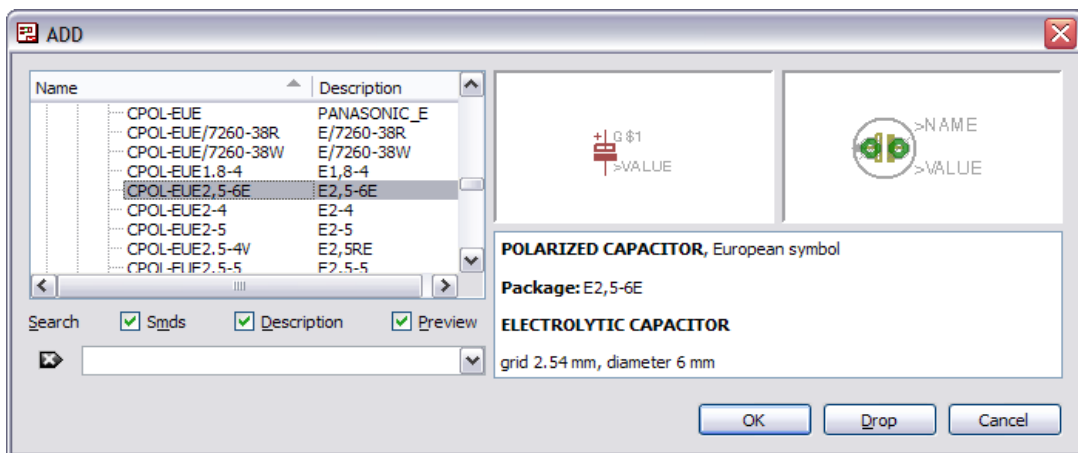 ADD
Name Description
CPOL-EUE PANASONIC_E
CPOL-EUE/7260-38R E/7260-38R
CPOL-EUE/7260-38W E/7260-38W
CPOL-EUE1.8-4 E1,8-4
CPOL-EUE2,5-6E E2,5-6E
CPOL-EUE2-4 E2-4
CPOL-EUE2-5 E2-5
CPOL-EUE2.5-4V E2,5RE
CPOL-EUE2.5-5 E2.5-5
Search Smds Description Preview
+ G$1
>VALUE
>NAME
>VALUE
POLARIZED CAPACITOR, European symbol
Package: E2,5-6E
ELECTROLYTIC CAPACITOR
grid 2.54 mm, diameter 6 mm
OK Drop Cancel